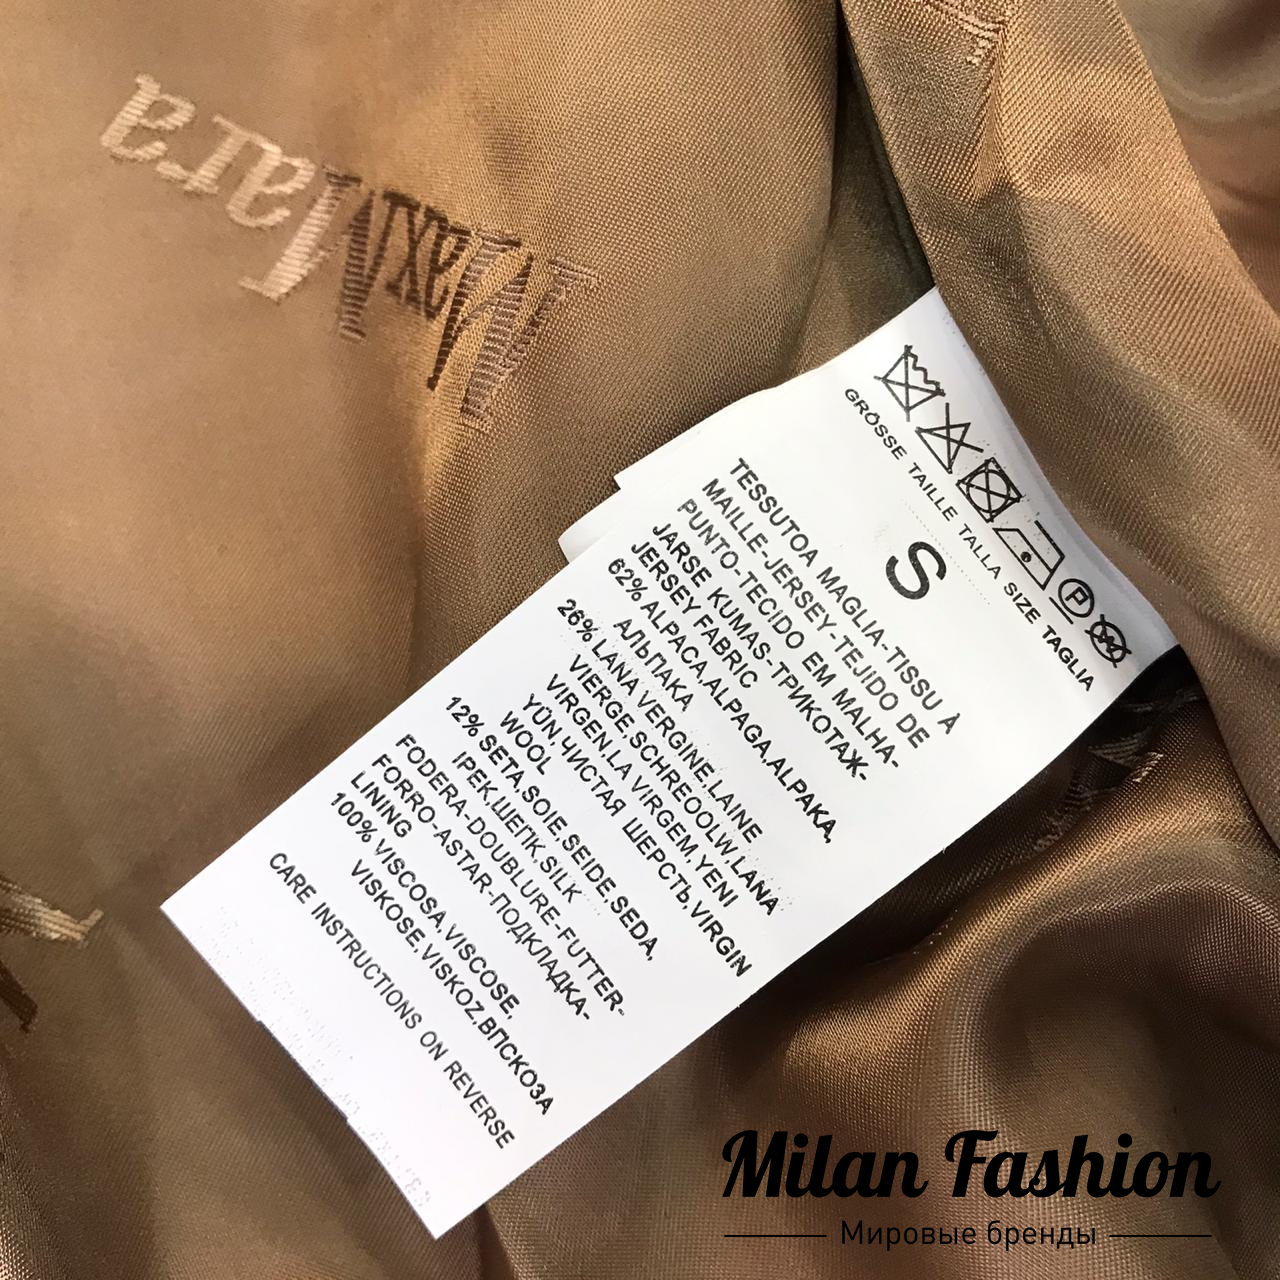 MaxMara
GRÖSSE TAILLE TALLA SIZE TAGLIA
S
TESSUTOA MAGLIA-TISSU À
MAILLE-JERSEY-TEJIDO DE
PUNTO-TECIDO EM MALHA-
JARSE KUMAS-ТРИКОТАЖ-
JERSEY FABRIC
62% ALPACA,ALPAGA,ALPAKA,
АЛЬПАКА
26% LANA VERGINE,LAINE
VIERGE,SCHREOOLW,LANA
VIRGEN,LA VIRGEM,YENI
YÜN,ЧИСТАЯ ШЕРСТЬ,VIRGIN
WOOL
12% SETA,SOIE,SEIDE,SEDA,
IPEK,ШЕПК,SILK
FODERA-DOUBLURE-FUTTER-
FORRO-ASTAR-ПОДКЛАДКА-
LINING
100% VISCOSA,VISCOSE,
VISKOSE,VISKOZ,ВПСКОЗА
CARE INSTRUCTIONS ON REVERSE
Milan Fashion
Мировые бренды